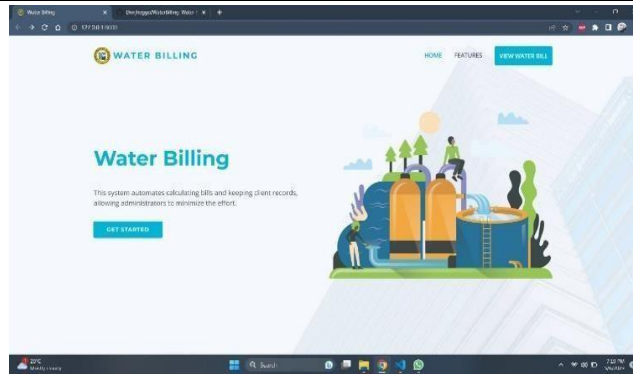 Water Billing
WATER BILLING
HOME FEATURES VIEW WATER BILL
Water Billing
This system automates calculating bills and keeping client records,
allowing administrators to minimize the effort.
GET STARTED
Search